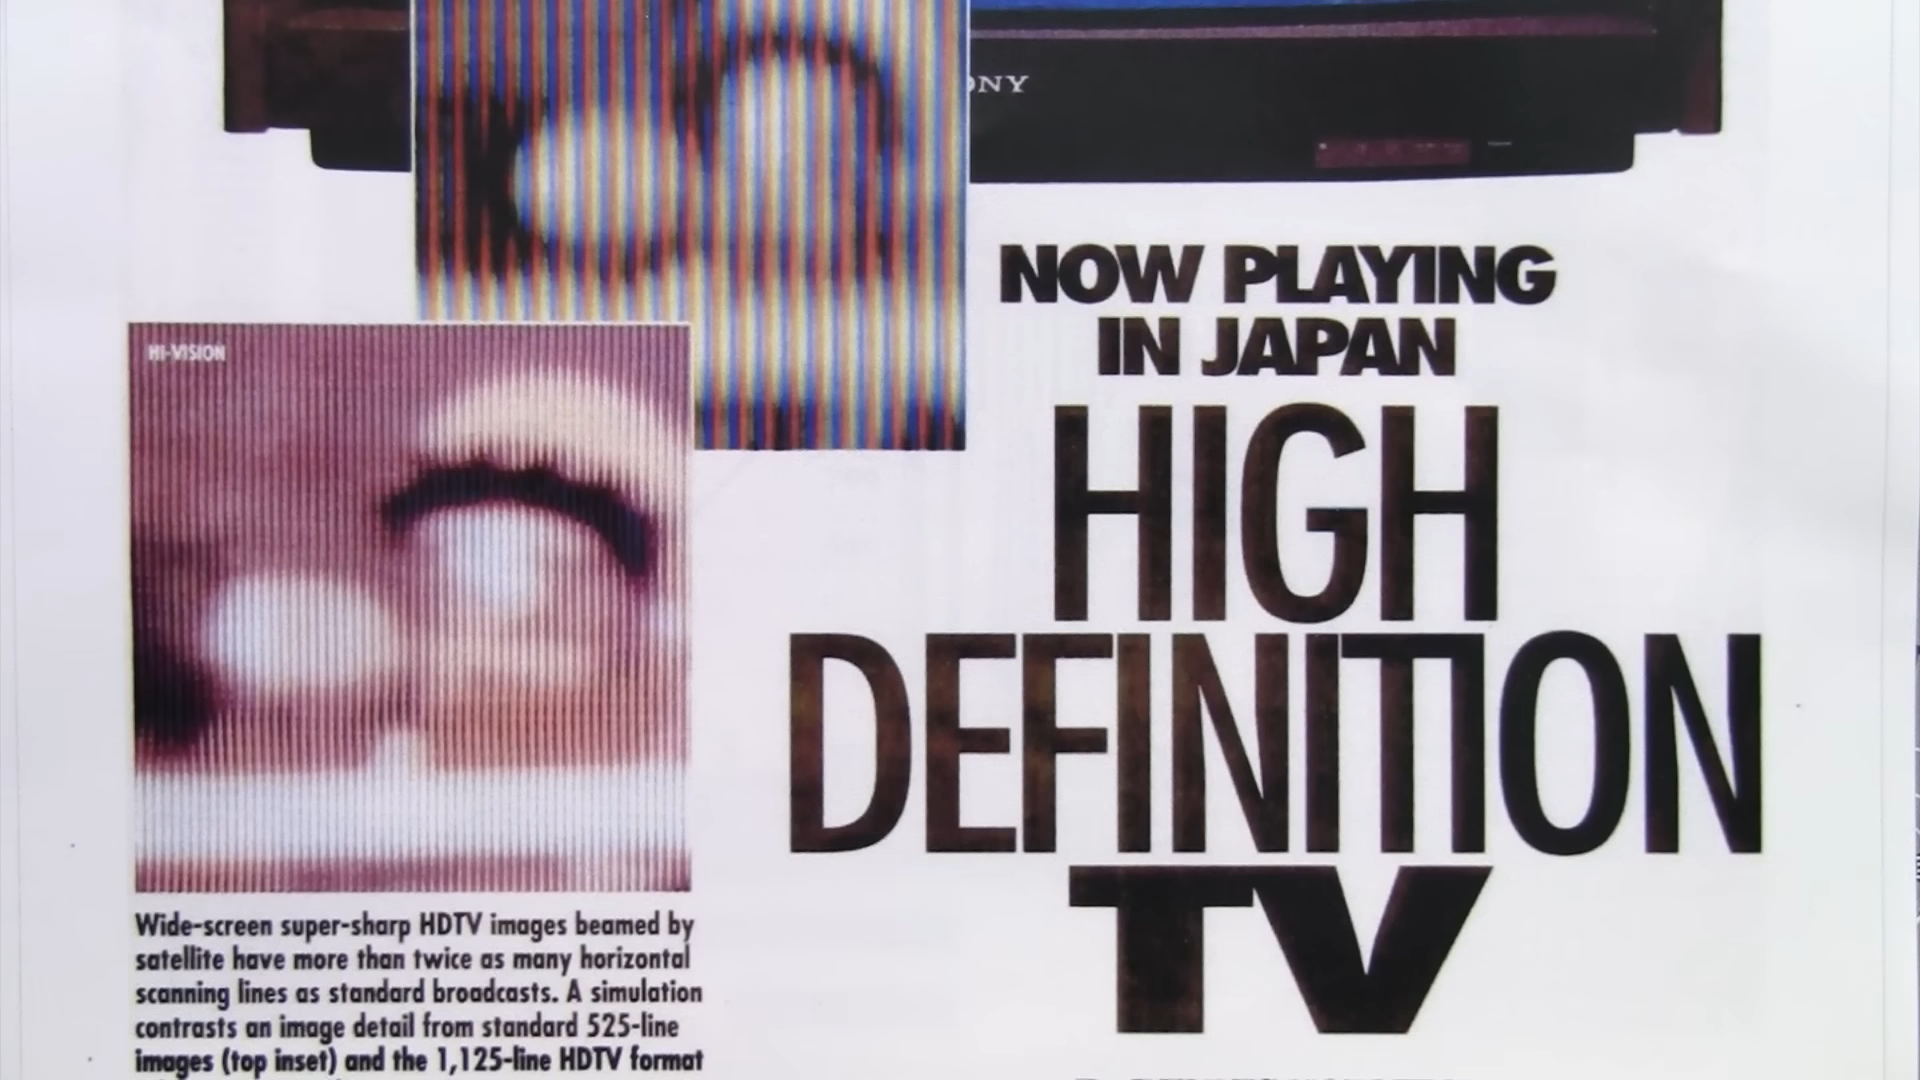 NOW PLAYING
IN JAPAN
HIGH
DEFINITION
TV
HI-VISION
Wide-screen super-sharp HDTV images beamed by
satellite have more than twice as many horizontal
scanning lines as standard broadcasts. A simulation
contrasts an image detail from standard 525-line
images (top inset) and the 1,125-line HDTV format